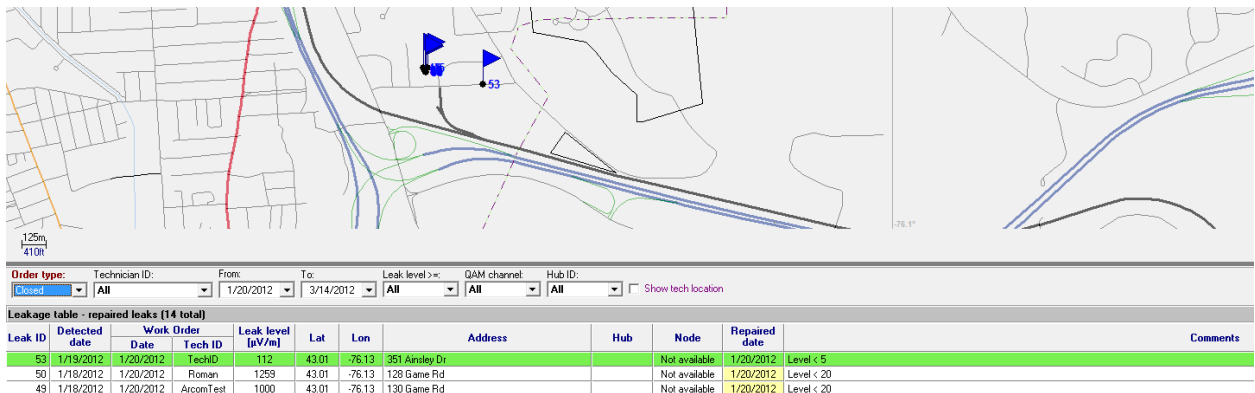 53
-76.1°
125m
410ft
Order type: Technician ID: From: To: Leak level >=: QAM channel: Hub ID:
Closed All 1/20/2012 3/14/2012 All All All Show tech location
Leakage table - repaired leaks (14 total)
Leak ID Detected date Work Order Date Tech ID Leak level [µV/m] Lat Lon Address Hub Node Repaired date Comments
53 1/19/2012 1/20/2012 TechID 112 43.01 -76.13 351 Ainsley Dr Not available 1/20/2012 Level < 5
50 1/18/2012 1/20/2012 Roman 1259 43.01 -76.13 128 Game Rd Not available 1/20/2012 Level < 20
49 1/18/2012 1/20/2012 ArcomTest 1000 43.01 -76.13 130 Game Rd Not available 1/20/2012 Level < 20